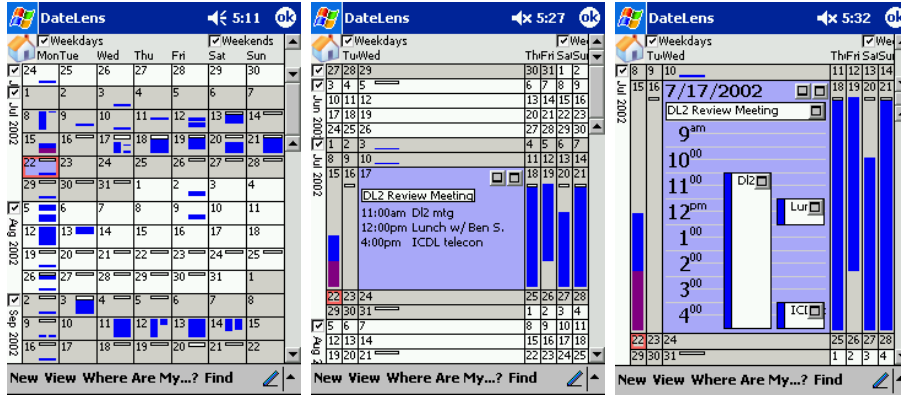 DateLens 5:11 ok
Weekdays Weekends
Mon Tue Wed Thu Fri Sat Sun
24 25 26 27 28 29 30
1 2 3 4 5 6 7
Jul 2002
8 9 10 11 12 13 14
15 16 17 18 19 20 21
22 23 24 25 26 27 28
29 30 31 1 2 3 4
5 6 7 8 9 10 11
Aug 2002
12 13 14 15 16 17 18
19 20 21 22 23 24 25
26 27 28 29 30 31 1
2 3 4 5 6 7 8
Sep 2002
9 10 11 12 13 14 15
16 17 18 19 20 21 22
New View Where Are My...? Find
DateLens 5:27 ok
Weekdays We
Tu Wed Th Fri Sat Sun
27 28 29 30 31 1 2
3 4 5 6 7 8 9
Jun 2002
10 11 12 13 14 15 16
17 18 19 20 21 22 23
24 25 26 27 28 29 30
1 2 3 4 5 6 7
Jul 2002
8 9 10 11 12 13 14
15 16 17 18 19 20 21
DL2 Review Meeting
11:00am Dl2 mtg
12:00pm Lunch w/ Ben S.
4:00pm ICDL telecon
22 23 24 25 26 27 28
29 30 31 1 2 3 4
5 6 7 8 9 10 11
Aug 2
12 13 14 15 16 17 18
19 20 21 22 23 24 25
New View Where Are My...? Find
DateLens 5:32 ok
Weekdays We
Tu Wed Th Fri Sat Sun
8 9 10 11 12 13 14
Jul 2002
15 16 7/17/2002 18 19 20 21
DL2 Review Meeting
9am
10 00
11 00 Dl2
12pm Lur
1 00
2 00
3 00
4 00 ICI
22 23 24 25 26 27 28
29 30 31 1 2 3 4
New View Where Are My...? Find